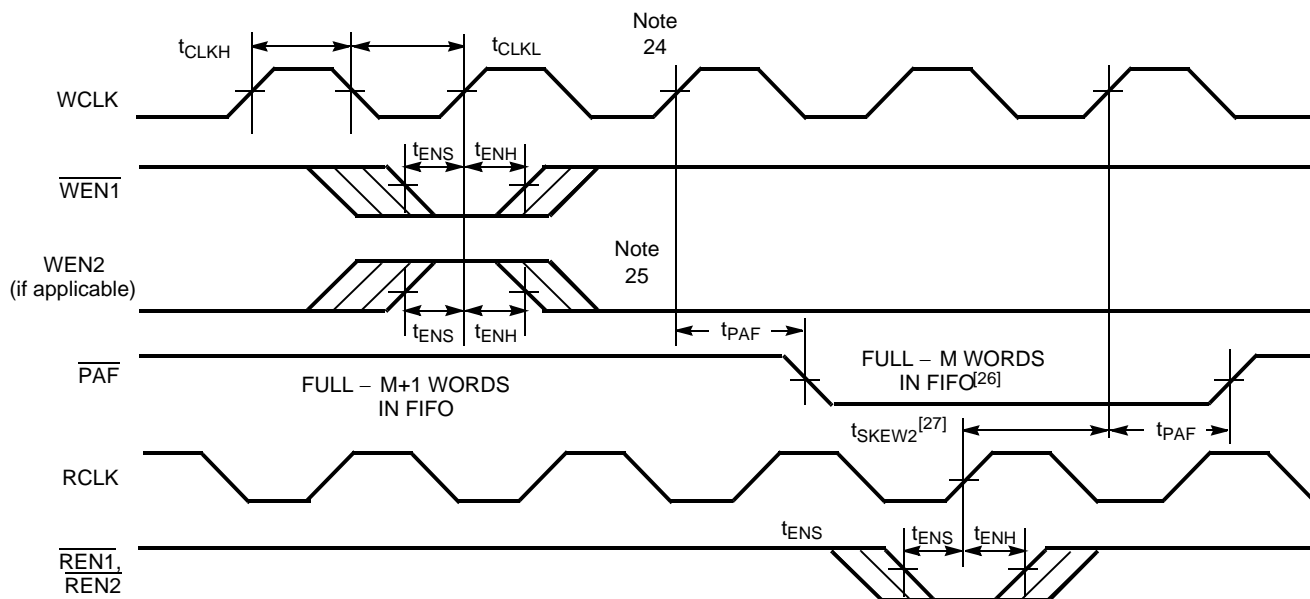 Note
24
tCLKH
tCLKL
WCLK
tENS tENH
WEN1
WEN2
(if applicable)
Note
25
tENS tENH
tPAF
PAF
FULL – M+1 WORDS
IN FIFO
FULL – M WORDS
IN FIFO[26]
tSKEW2[27]
tPAF
RCLK
tENS tENS tENH
REN1,
REN2